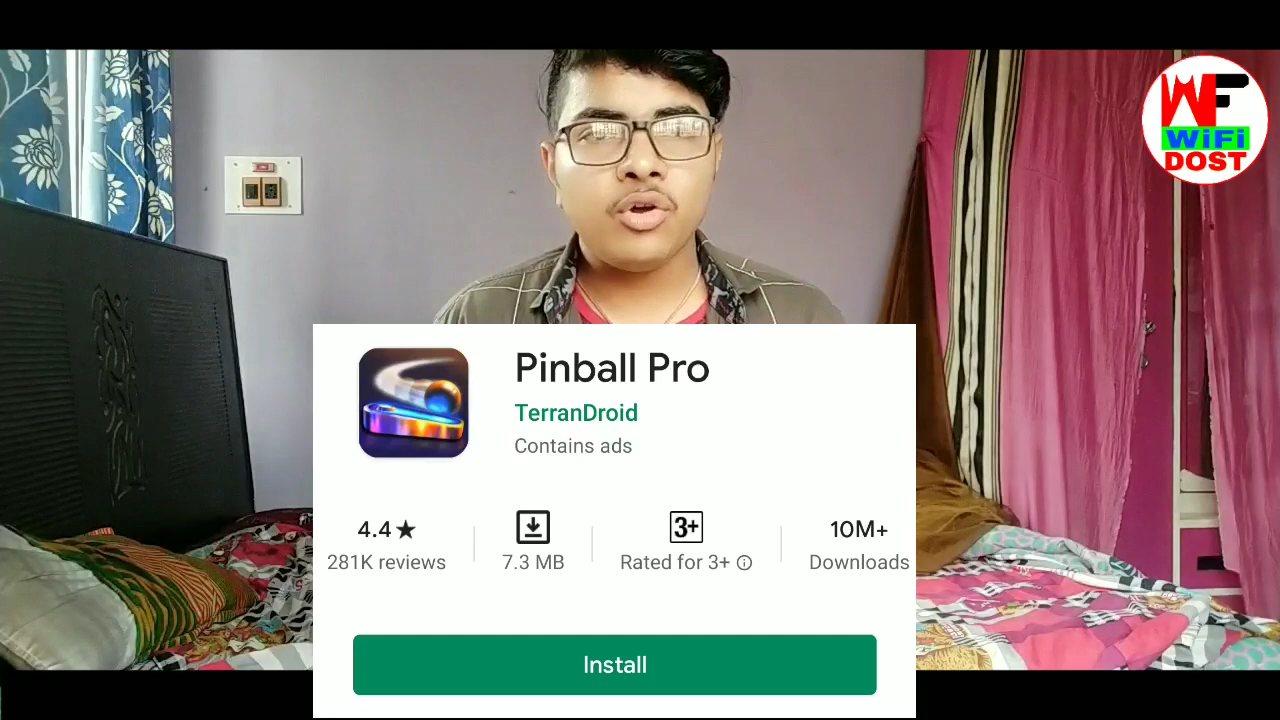 WF
WiFi
DOST
Pinball Pro
TerranDroid
Contains ads
4.4★
281K reviews
7.3 MB
3+
Rated for 3+
10M+
Downloads
Install